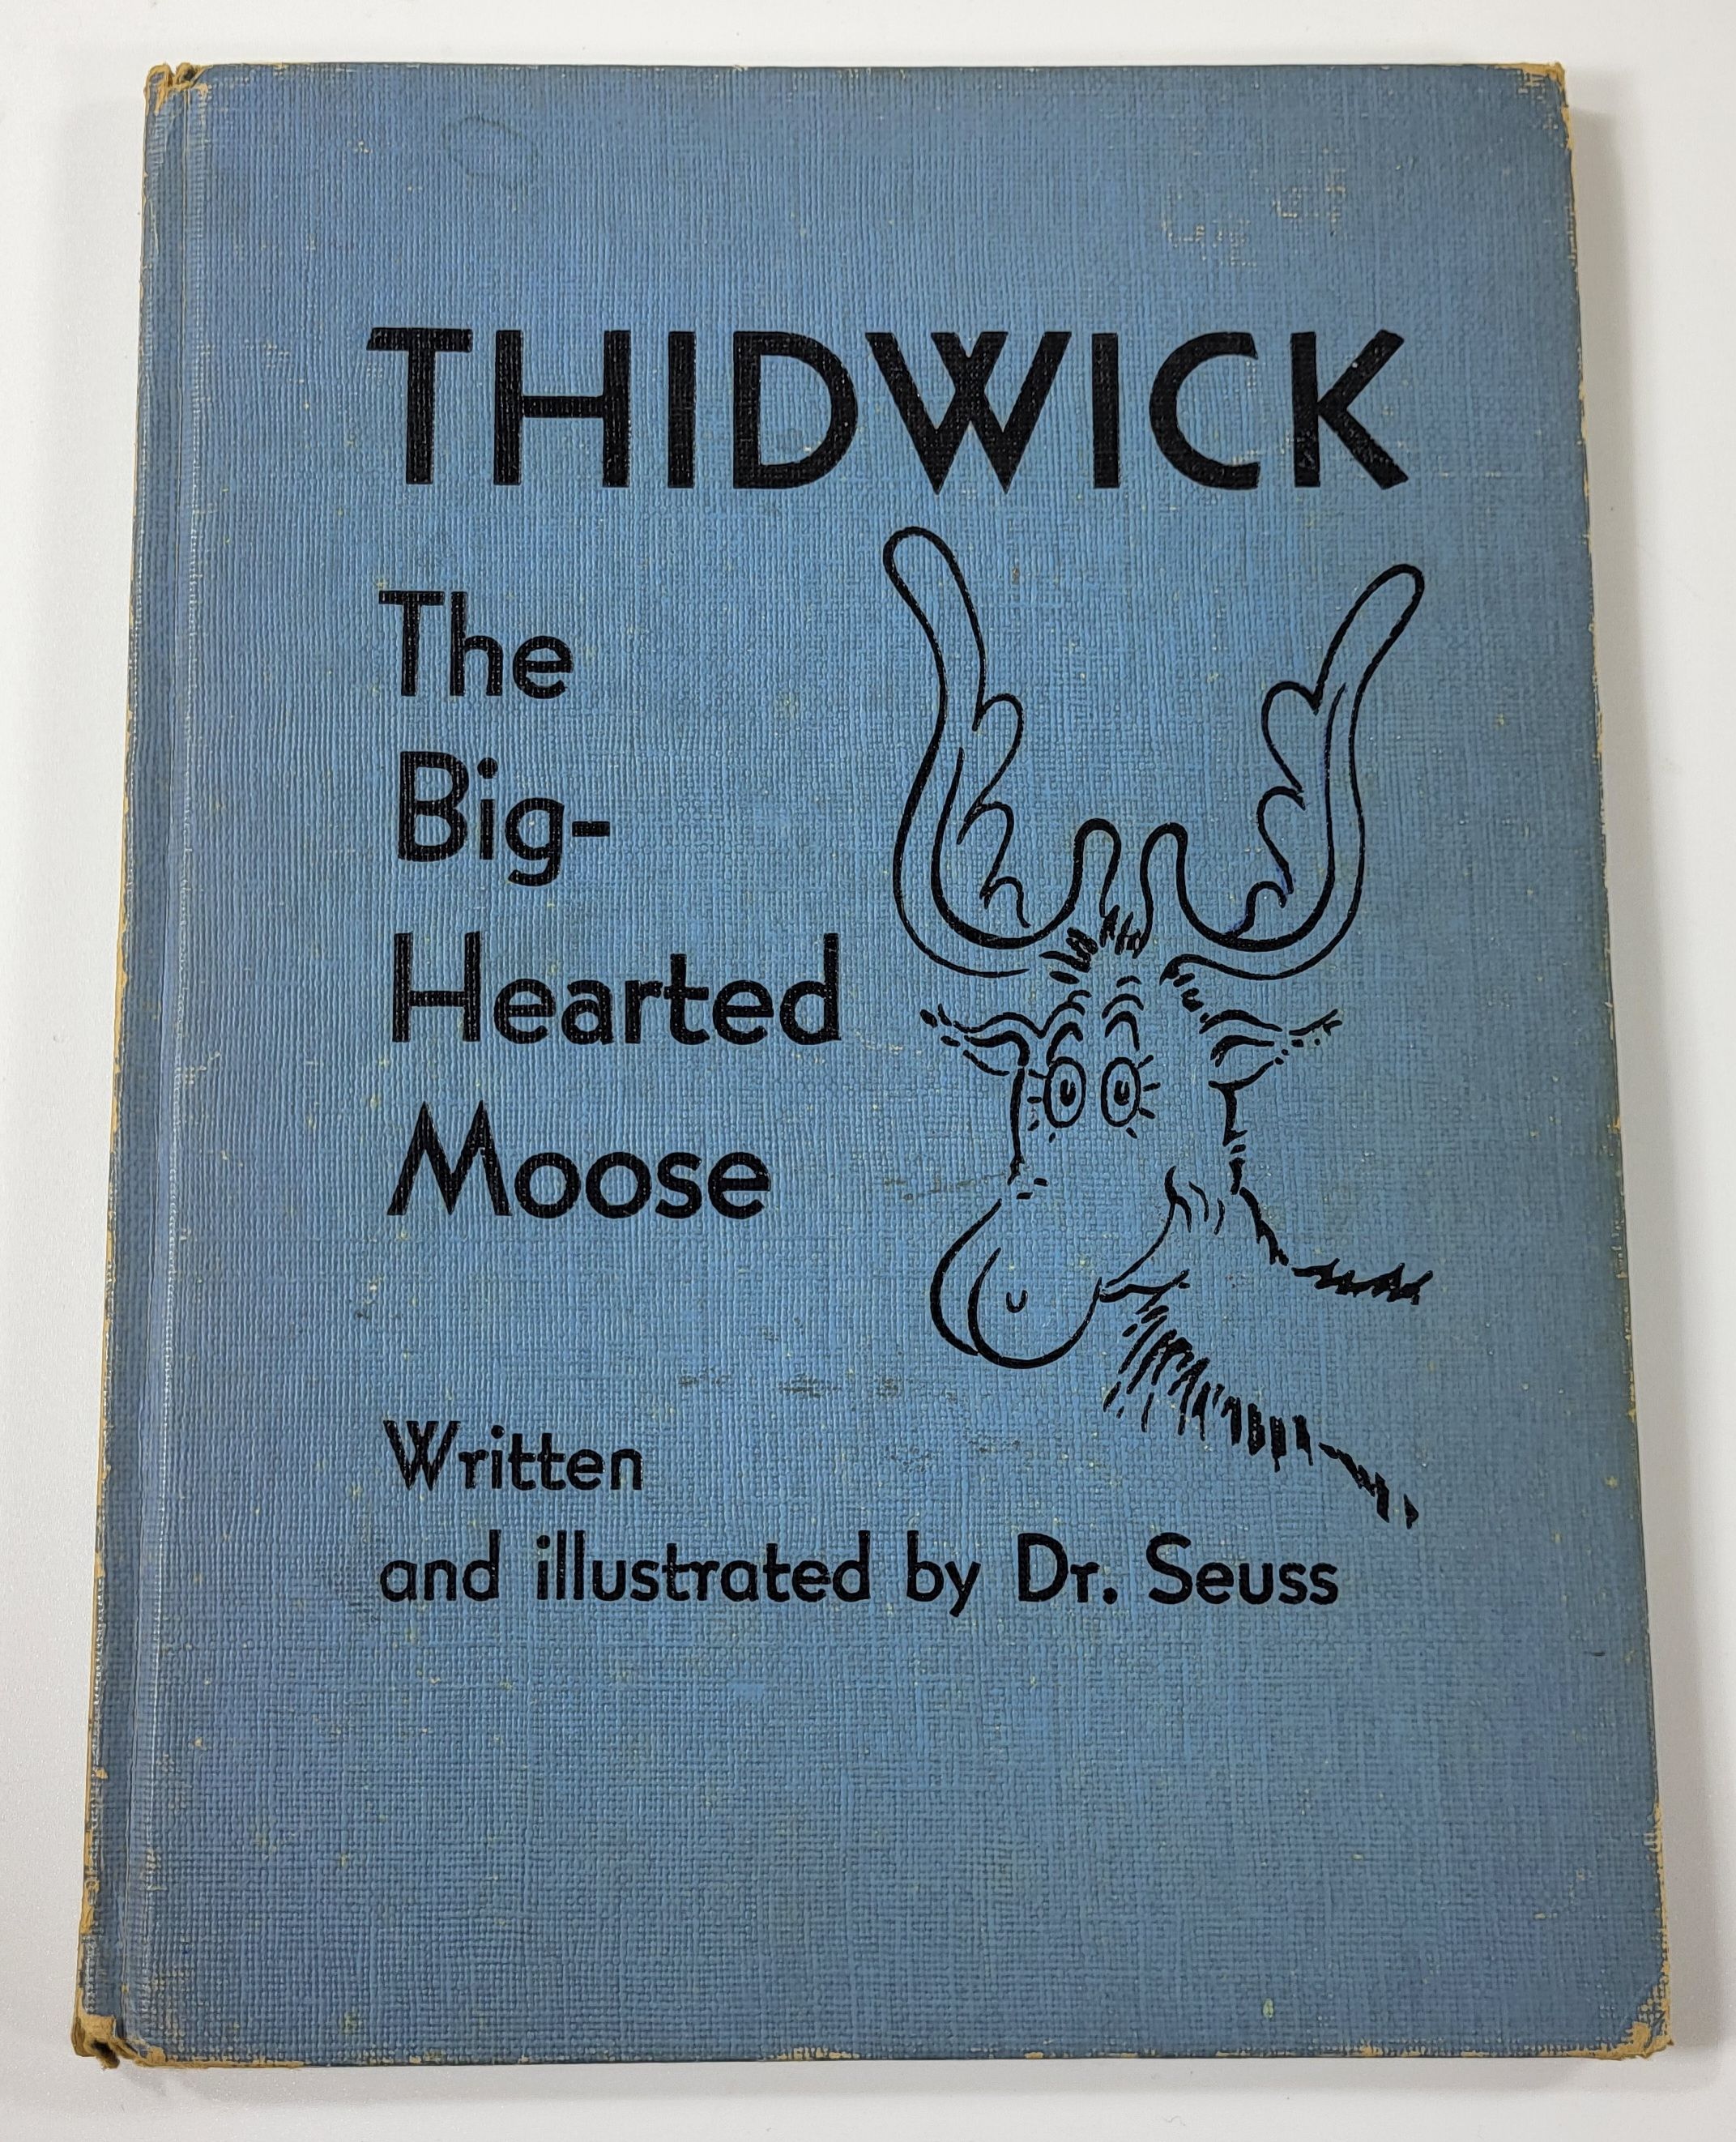 THIDWICK
The
Big-
Hearted
Moose
Written
and illustrated by Dr. Seuss